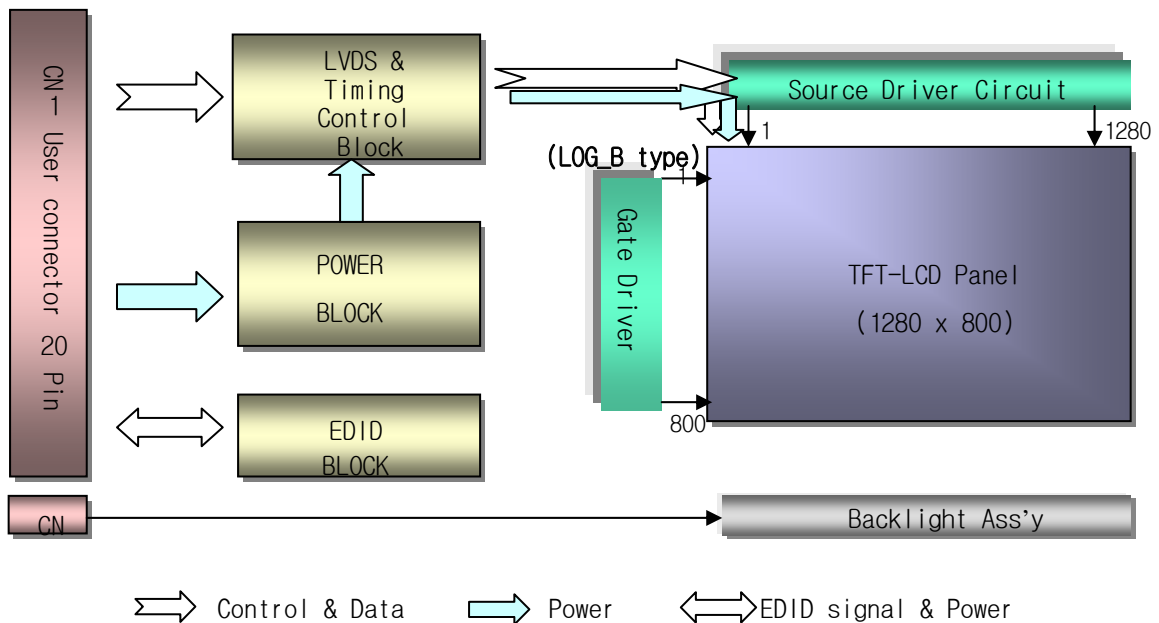 CN-1 User connector 20 Pin
LVDS &
Timing
Control
Block
Source Driver Circuit
1
1280
(LOG_B type)
1
Gate Driver
800
TFT-LCD Panel
(1280 x 800)
POWER
BLOCK
EDID
BLOCK
CN
Backlight Ass'y
Control & Data
Power
EDID signal & Power